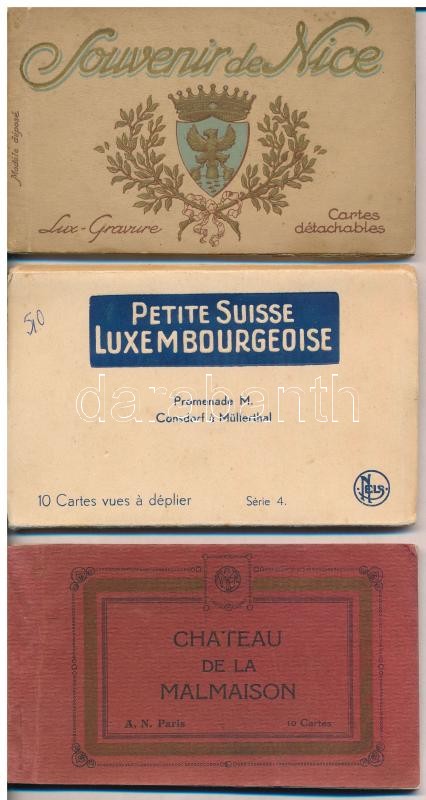 Souvenir de Nice
Modèle déposé
Lux-Gravure
Cartes
détachables
510
PETITE SUISSE
LUXEMBOURGEOISE
darabanth
Promenade M.
Consdorf à Müllerthal
10 Cartes vues à déplier
Série 4.
NELS
CHATEAU
DE LA
MALMAISON
A. N. Paris
10 Cartes